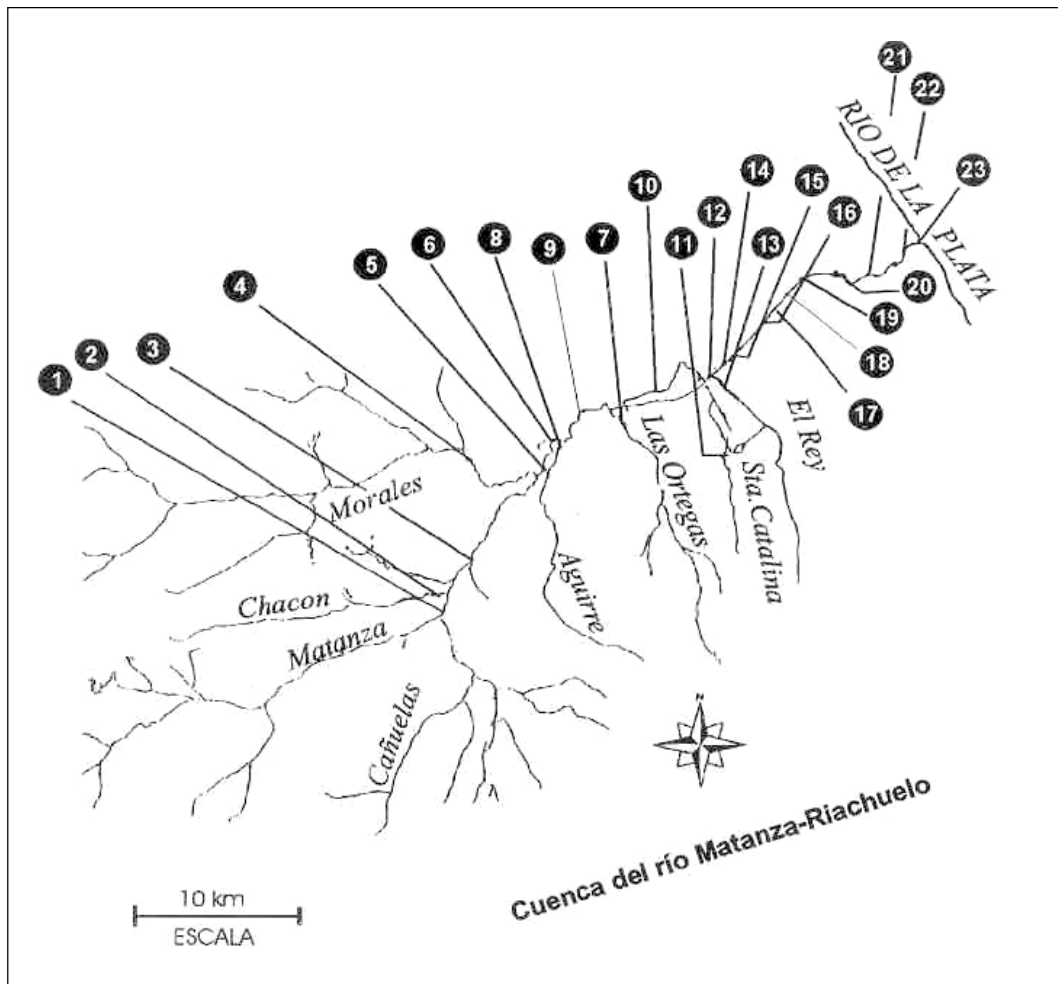 21
22
RIO DE LA PLATA
23
14
10
15
12
16
6
8
9
7
11
13
5
4
20
19
3
18
2
1
17
El Rey
Las Ortegas
Sta. Catalina
Morales
Aguirre
Chacon
Matanza
Cañuelas
N
Cuenca del río Matanza-Riachuelo
10 km
ESCALA